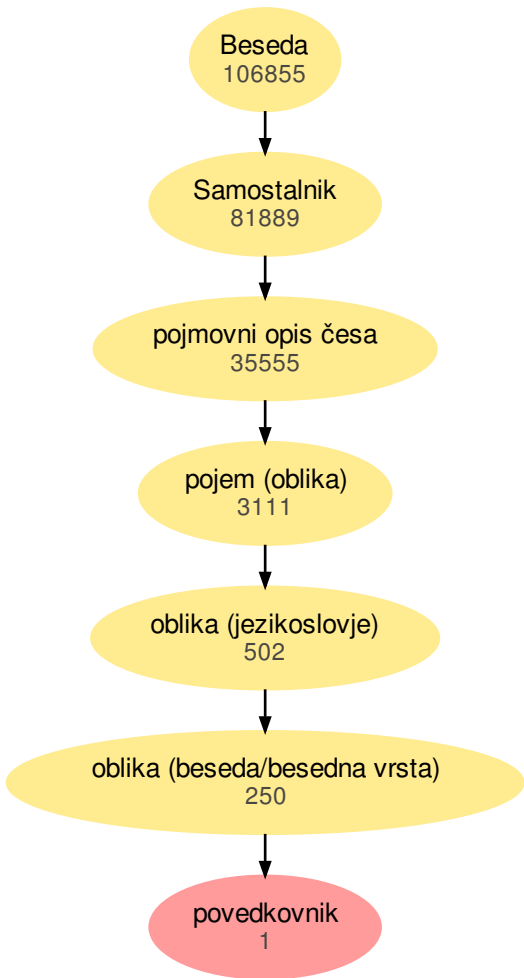 Beseda
106855
Samostalnik
81889
pojmovni opis česa
35555
pojem (oblika)
3111
oblika (jezikoslovje)
502
oblika (beseda/besedna vrsta)
250
povedkovnik
1